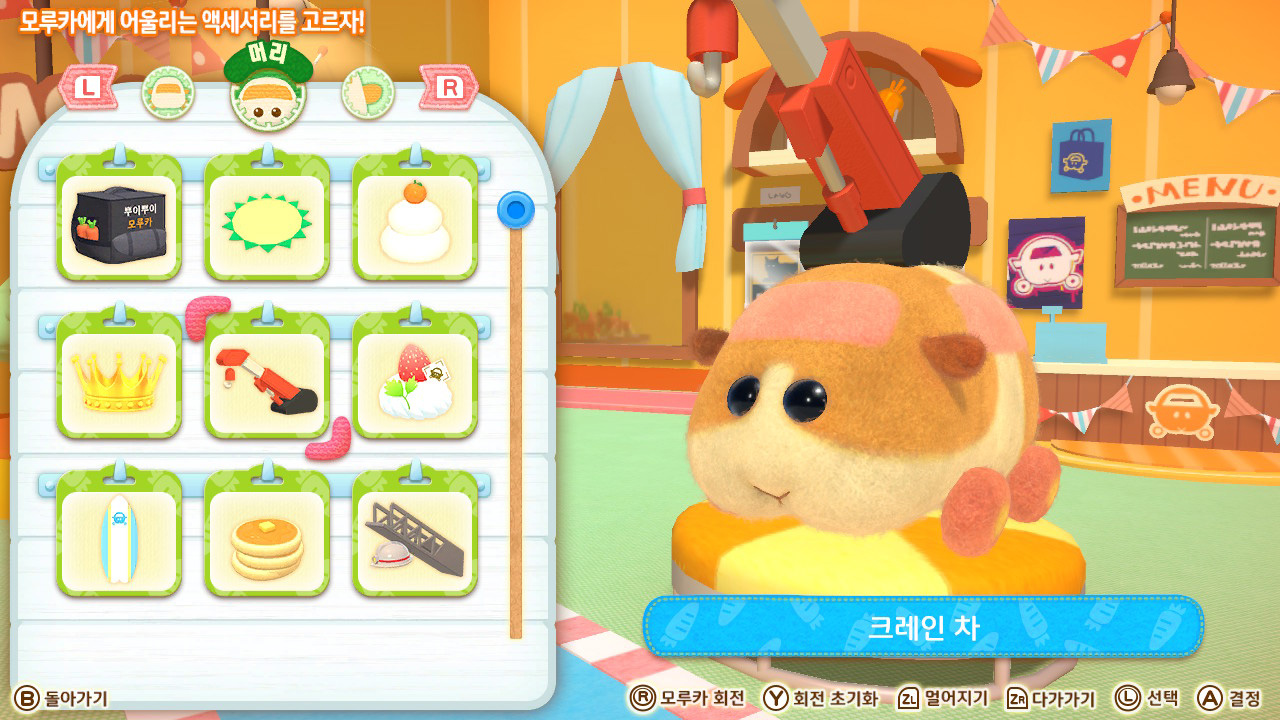 모루카에게 어울리는 액세서리를 고르자!
머리
L
R
뿌이뿌이
모루카
MENU
크레인 차
B 돌아가기
R 모루카 회전
Y 회전 초기화
ZL 멀어지기
ZR 다가가기
L 선택
A 결정